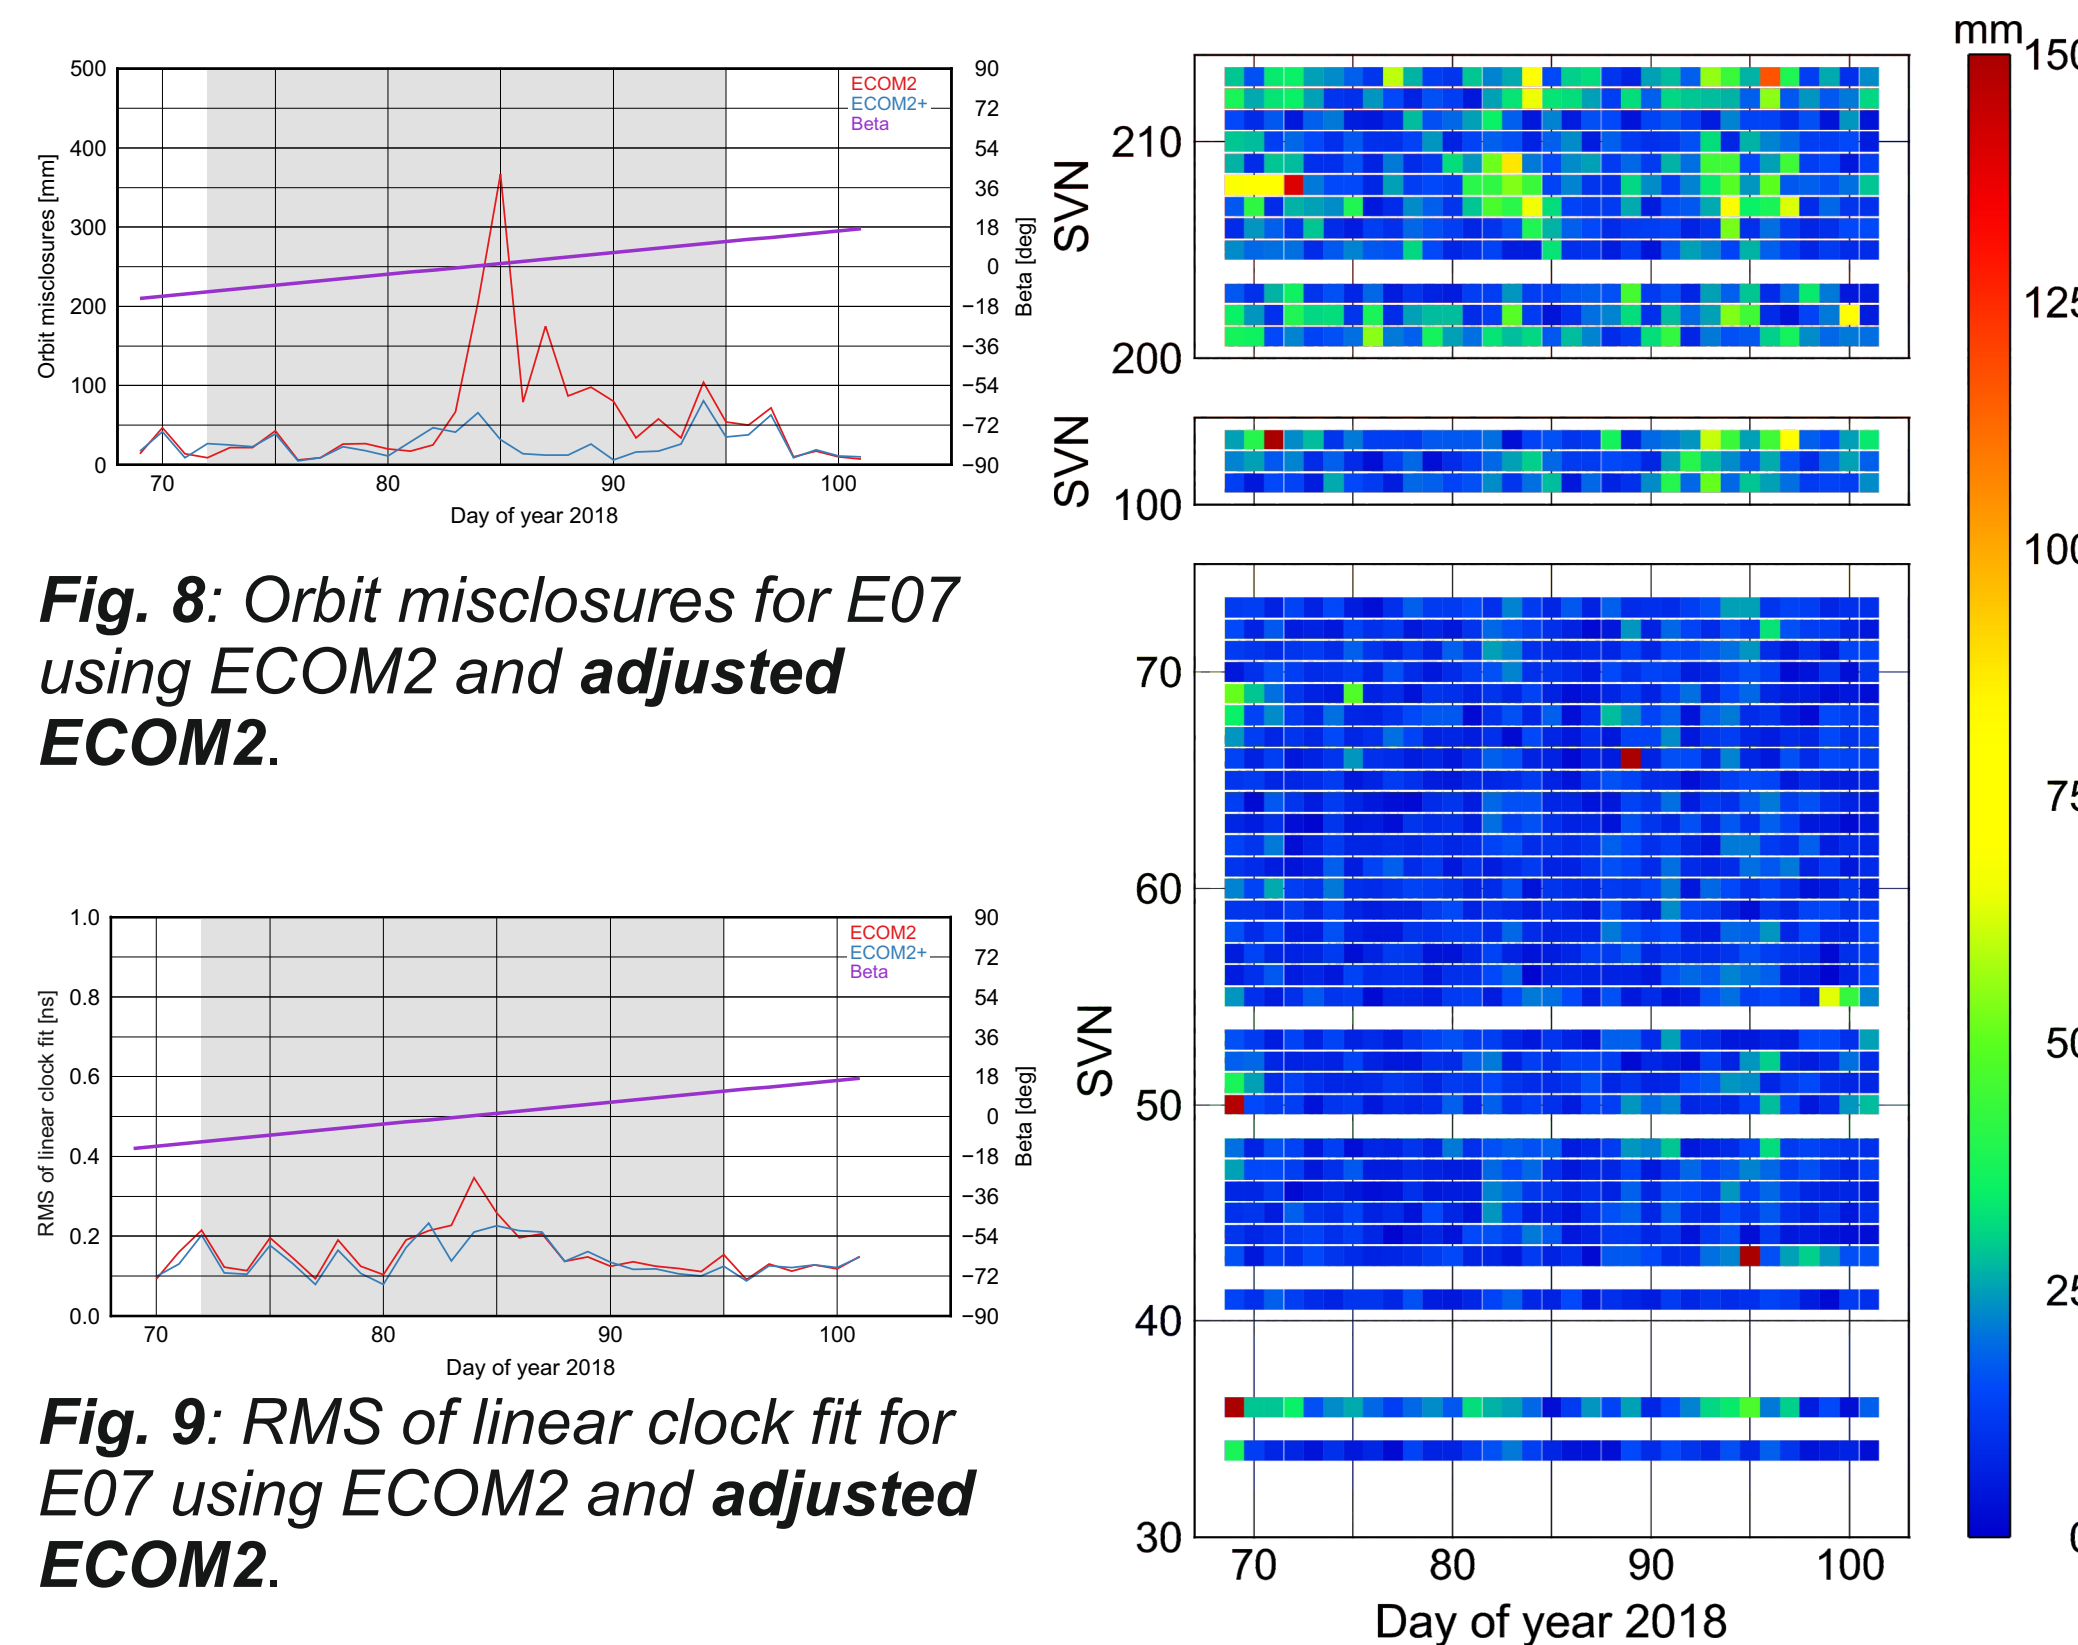 500
400
300
200
100
0
Orbit misclosures [mm]
90
72
54
36
18
0
−18
−36
−54
−72
−90
Beta [deg]
ECOM2
ECOM2+
Beta
70 80 90 100
Day of year 2018
Fig. 8: Orbit misclosures for E07
using ECOM2 and adjusted
ECOM2.
1.0
0.8
0.6
0.4
0.2
0.0
RMS of linear clock fit [ns]
90
72
54
36
18
0
−18
−36
−54
−72
−90
Beta [deg]
ECOM2
ECOM2+
Beta
70 80 90 100
Day of year 2018
Fig. 9: RMS of linear clock fit for
E07 using ECOM2 and adjusted
ECOM2.
SVN
210
200
SVN
100
SVN
70
60
50
40
30
70 80 90 100
Day of year 2018
mm